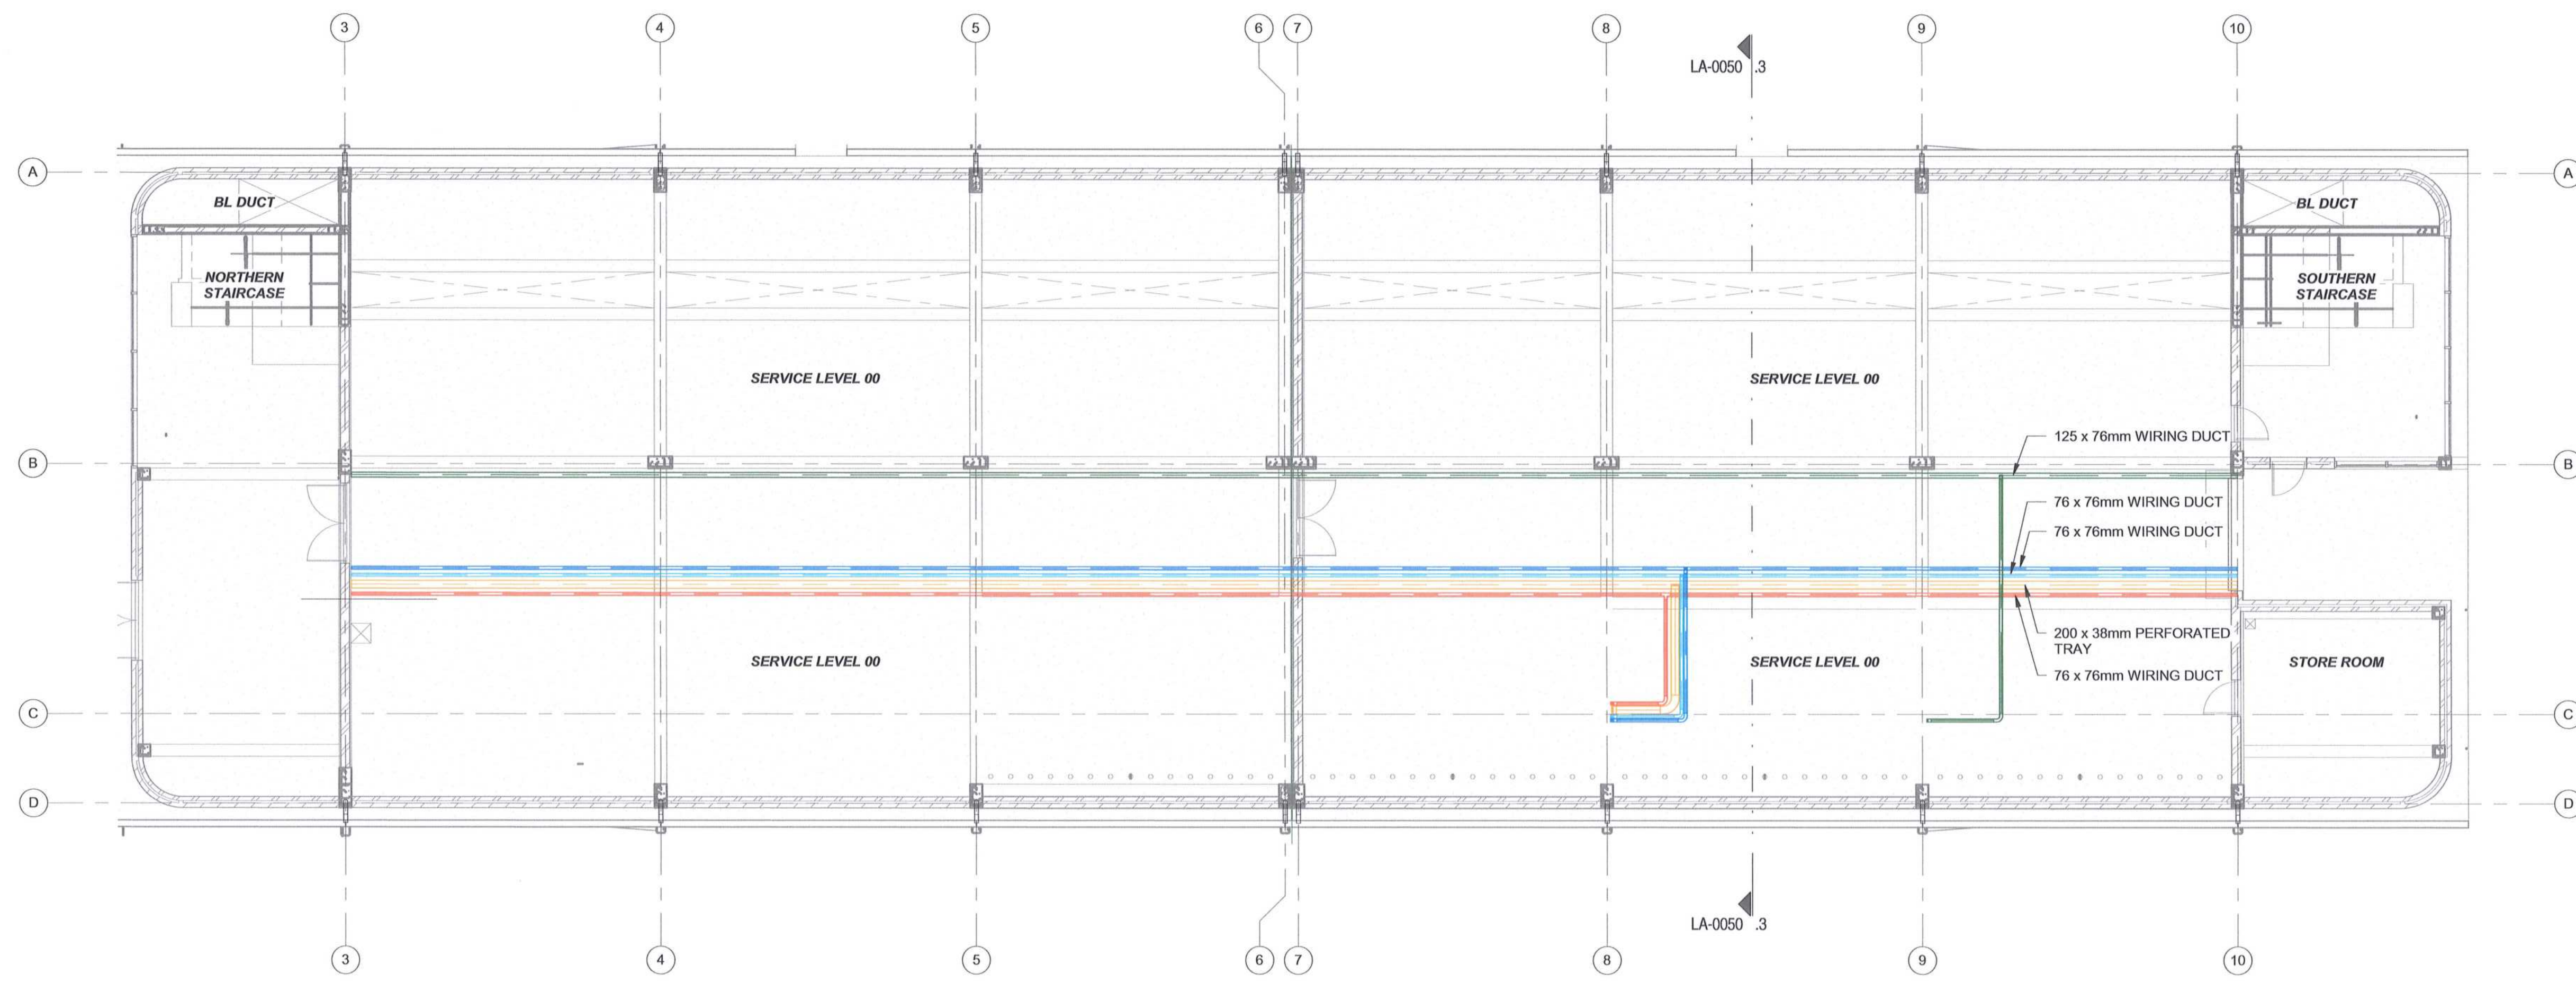 3 4 5 6 7 8 9 10
LA-0050 .3
A A
BL DUCT BL DUCT
NORTHERN
STAIRCASE
SOUTHERN
STAIRCASE
SERVICE LEVEL 00 SERVICE LEVEL 00
125 x 76mm WIRING DUCT
B B
76 x 76mm WIRING DUCT
76 x 76mm WIRING DUCT
200 x 38mm PERFORATED
TRAY
SERVICE LEVEL 00 SERVICE LEVEL 00 STORE ROOM
76 x 76mm WIRING DUCT
C C
D D
LA-0050 .3
3 4 5 6 7 8 9 10